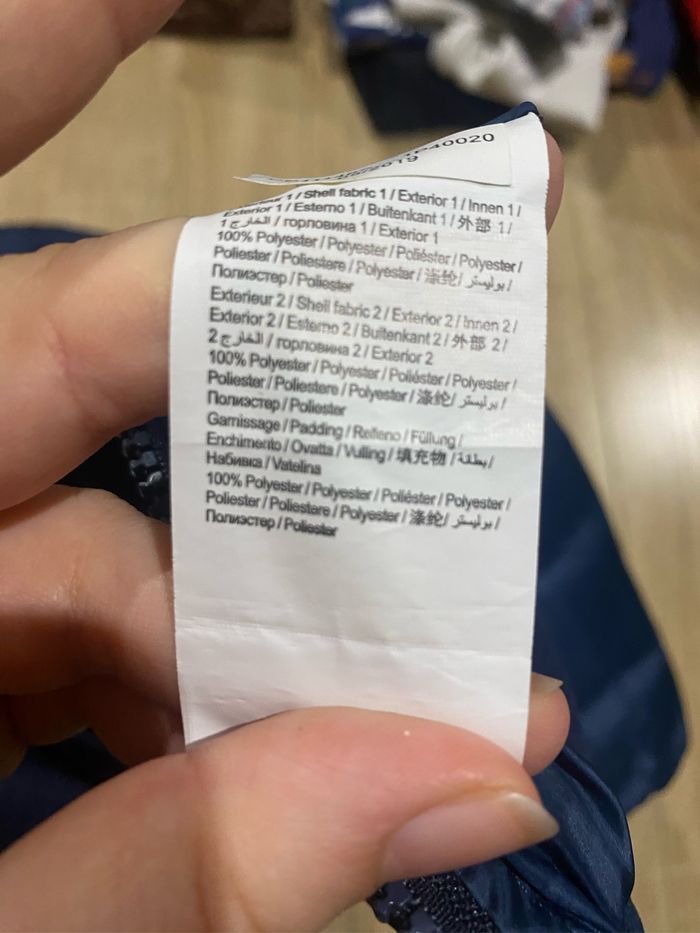 40020
2019
1 / Shell fabric 1 / Exterior 1 / Innen 1 /
Exterior 1 / Esterno 1 / Buitenkant 1 / 外部 1 /
الخارج 1 / горловина 1 / Exterior 1
100% Polyester / Polyester / Poliéster / Polyester /
Poliester / Poliestere / Polyester / 涤纶 / بوليستر /
Полиэстер / Poliester
Exterieur 2 / Shell fabric 2 / Exterior 2 / Innen 2 /
Exterior 2 / Esterno 2 / Buitenkant 2 / 外部 2 /
الخارج 2 / горловина 2 / Exterior 2
100% Polyester / Polyester / Poliéster / Polyester /
Poliester / Poliestere / Polyester / 涤纶 / بوليستر /
Полиэстер / Poliester
Garnissage / Padding / Relleno / Füllung /
Enchimento / Ovatta / Vulling / 填充物 / بطانة /
Набивка / Vatelina
100% Polyester / Polyester / Poliéster / Polyester /
Poliester / Poliestere / Polyester / 涤纶 / بوليستر /
Полиэстер / Poliester